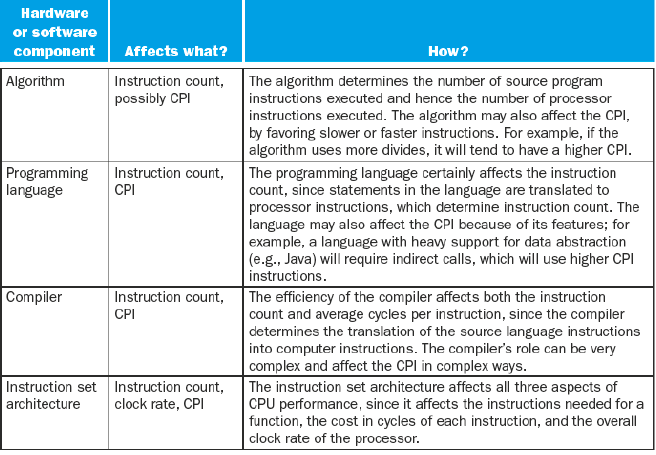 Hardware
or software
component
Affects what?
How?
Algorithm
Instruction count,
possibly CPI
The algorithm determines the number of source program
instructions executed and hence the number of processor
instructions executed. The algorithm may also affect the CPI,
by favoring slower or faster instructions. For example, if the
algorithm uses more divides, it will tend to have a higher CPI.
Programming
language
Instruction count,
CPI
The programming language certainly affects the instruction
count, since statements in the language are translated to
processor instructions, which determine instruction count. The
language may also affect the CPI because of its features; for
example, a language with heavy support for data abstraction
(e.g., Java) will require indirect calls, which will use higher CPI
instructions.
Compiler
Instruction count,
CPI
The efficiency of the compiler affects both the instruction
count and average cycles per instruction, since the compiler
determines the translation of the source language instructions
into computer instructions. The compiler's role can be very
complex and affect the CPI in complex ways.
Instruction set
architecture
Instruction count,
clock rate, CPI
The instruction set architecture affects all three aspects of
CPU performance, since it affects the instructions needed for a
function, the cost in cycles of each instruction, and the overall
clock rate of the processor.